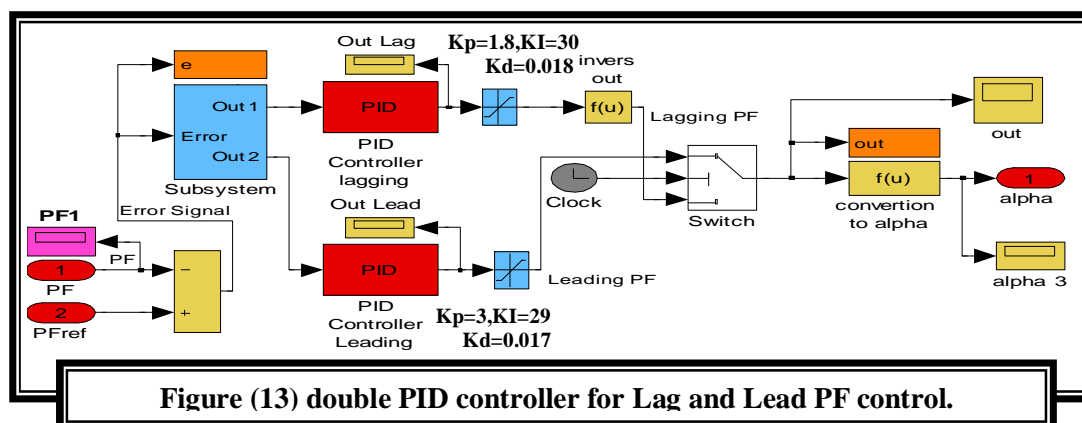 Out Lag
Kp=1.8,KI=30
Kd=0.018
invers
out
e
Out 1
Error
Out 2
Subsystem
PID
PID
Controller
lagging
f(u)
Lagging PF
out
out
f(u)
convertion
to alpha
1
alpha
alpha 3
Clock
Switch
Error Signal
PF1
PF
1
PF
2
PFref
−
+
Out Lead
PID
PID
Controller
Leading
Leading PF
Kp=3,KI=29
Kd=0.017
Figure (13) double PID controller for Lag and Lead PF control.